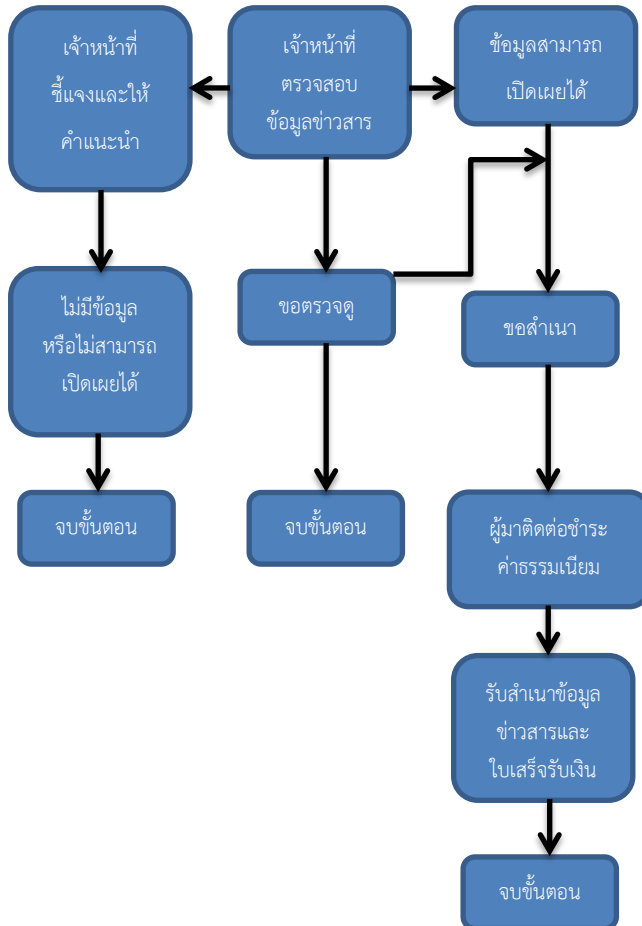 เจ้าหน้าที่
ชี้แจงและให้
คำแนะนำ
เจ้าหน้าที่
ตรวจสอบ
ข้อมูลข่าวสาร
ข้อมูลสามารถ
เปิดเผยได้
ไม่มีข้อมูล
หรือไม่สามารถ
เปิดเผยได้
ขอตรวจดู
ขอสำเนา
จบขั้นตอน
จบขั้นตอน
ผู้มาติดต่อชำระ
ค่าธรรมเนียม
รับสำเนาข้อมูล
ข่าวสารและ
ใบเสร็จรับเงิน
จบขั้นตอน